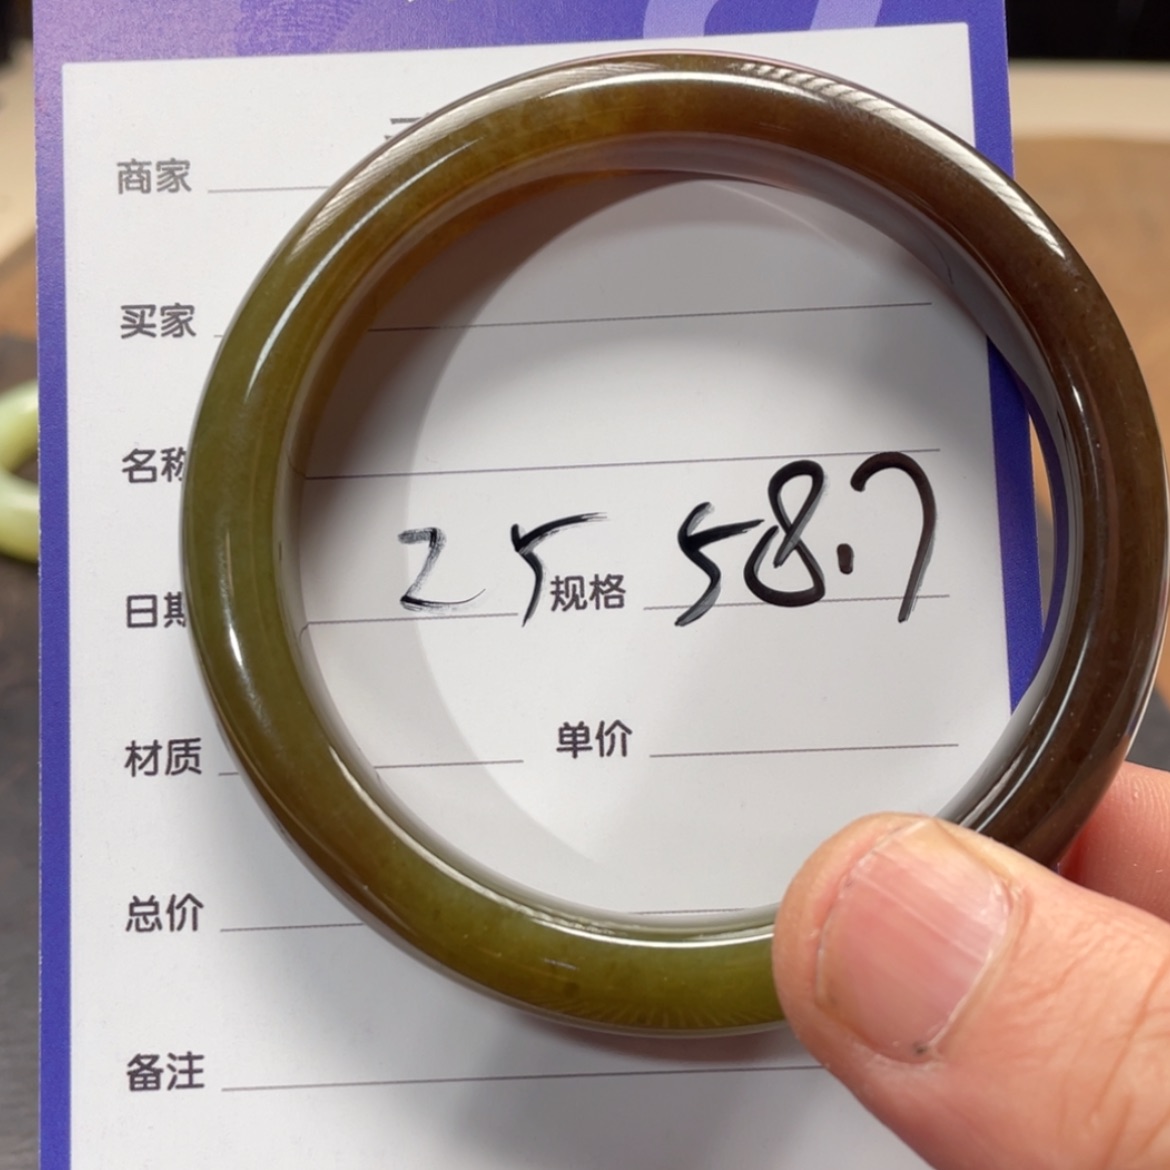 商家
买家
名称
日期 25 规格 58.7
材质 单价
总价
备注